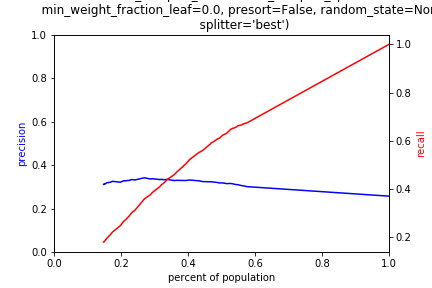 min_weight_fraction_leaf=0.0, presort=False, random_state=Nor
splitter='best')
1.0
0.8
0.6
0.4
0.2
0.0
precision
1.0
0.8
0.6
0.4
0.2
recall
0.0 0.2 0.4 0.6 0.8 1.0
percent of population